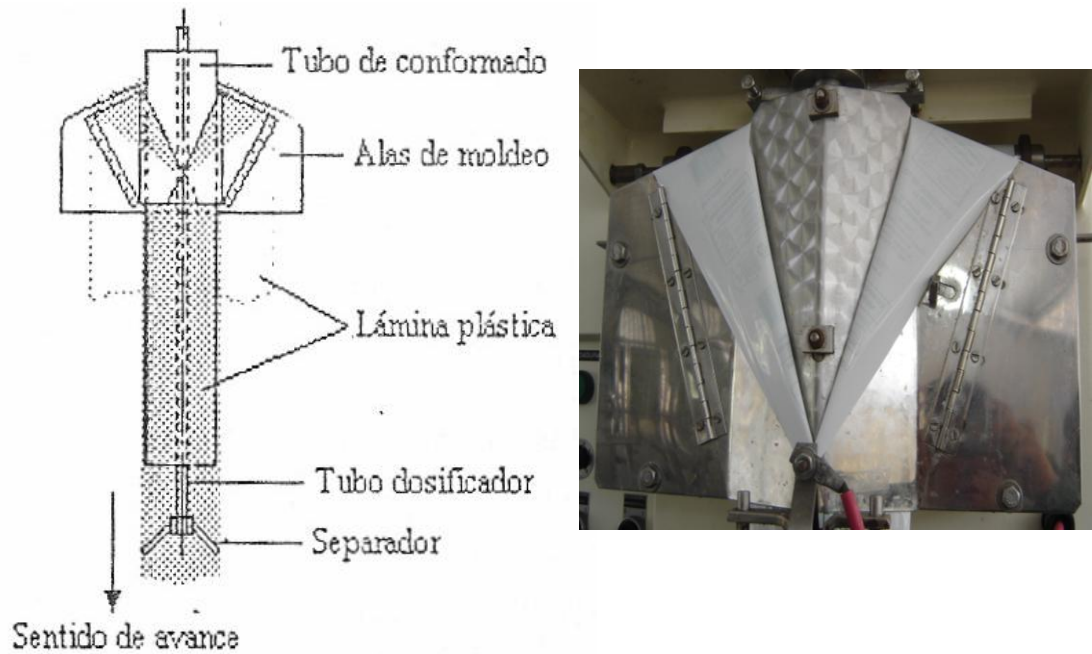 Tubo de conformado
Alas de moldeo
Lámina plástica
Tubo dosificador
Separador
Sentido de avance